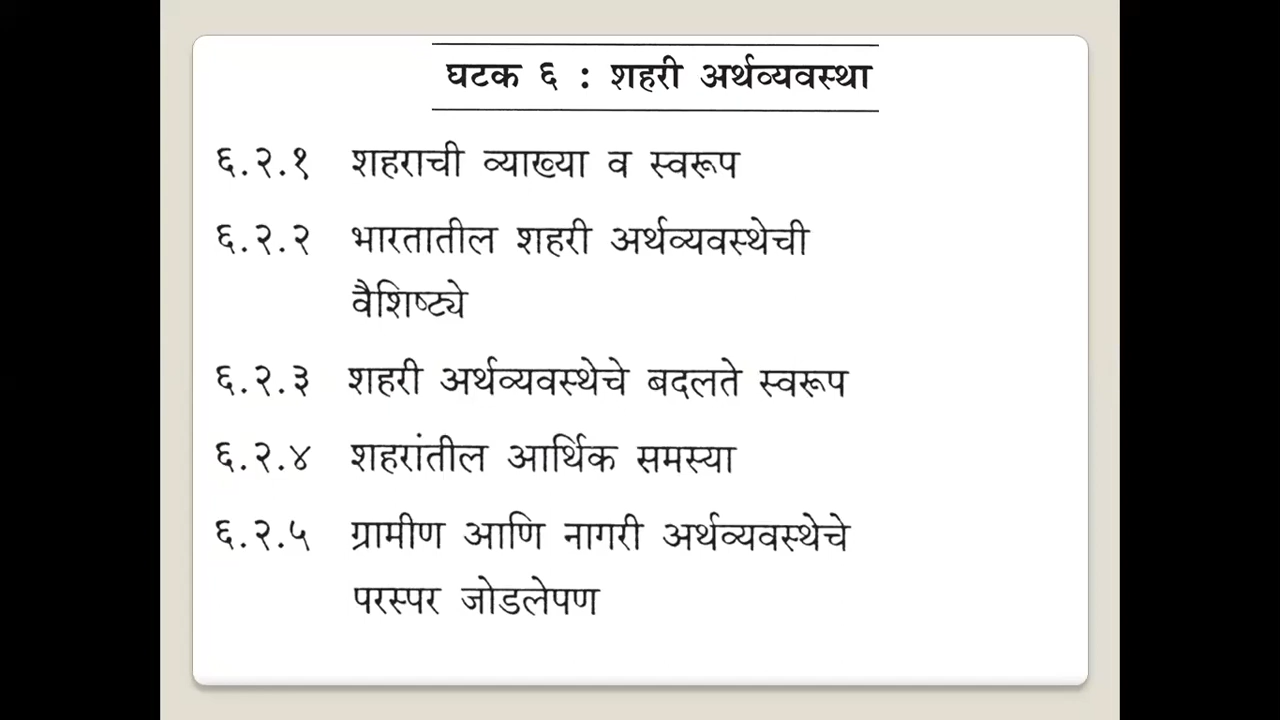 घटक ६ : शहरी अर्थव्यवस्था
६.२.१ शहराची व्याख्या व स्वरूप
६.२.२ भारतातील शहरी अर्थव्यवस्थेची
वैशिष्ट्ये
६.२.३ शहरी अर्थव्यवस्थेचे बदलते स्वरूप
६.२.४ शहरांतील आर्थिक समस्या
६.२.५ ग्रामीण आणि नागरी अर्थव्यवस्थेचे
परस्पर जोडलेपण